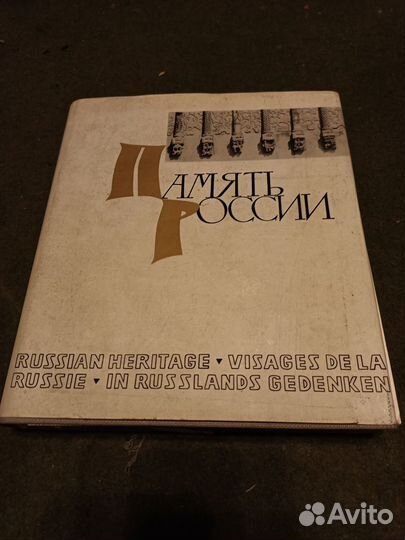 ПАМЯТЬ
РОССИИ
RUSSIAN HERITAGE • VISAGES DE LA
RUSSIE • IN RUSSLANDS GEDENKEN
Avito